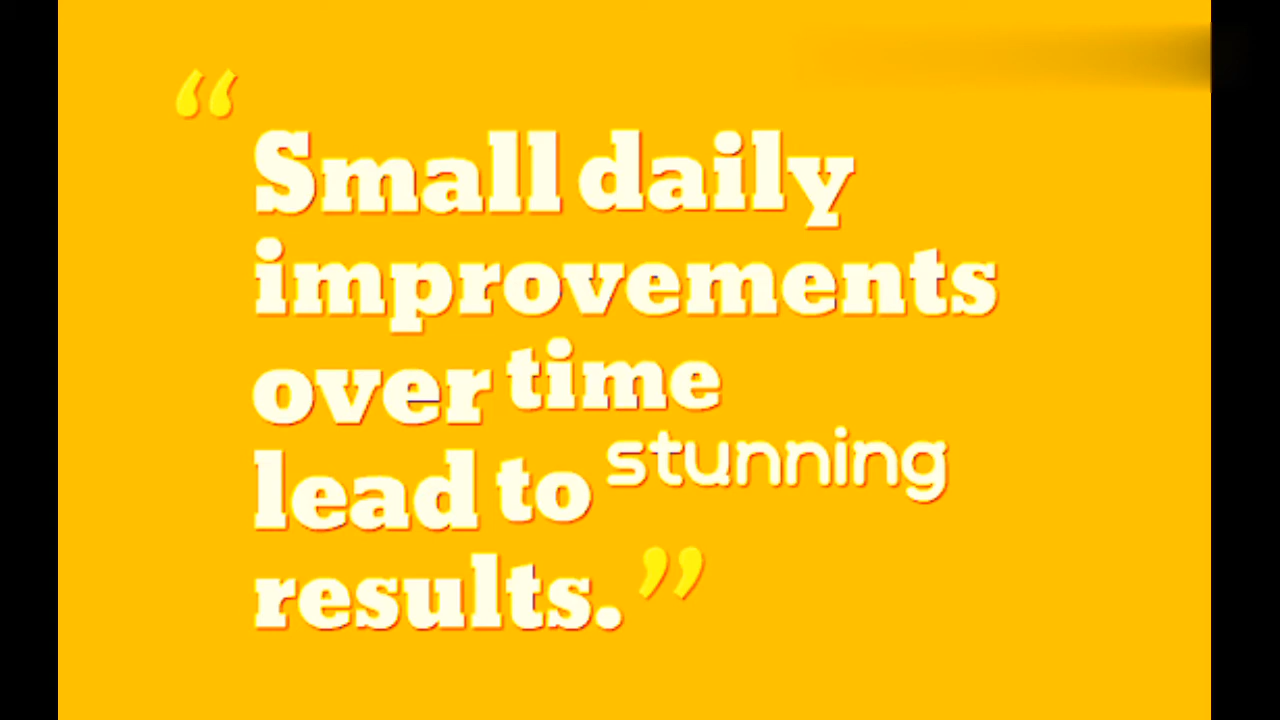 “Small daily
improvements
over time
lead to stunning
results.”